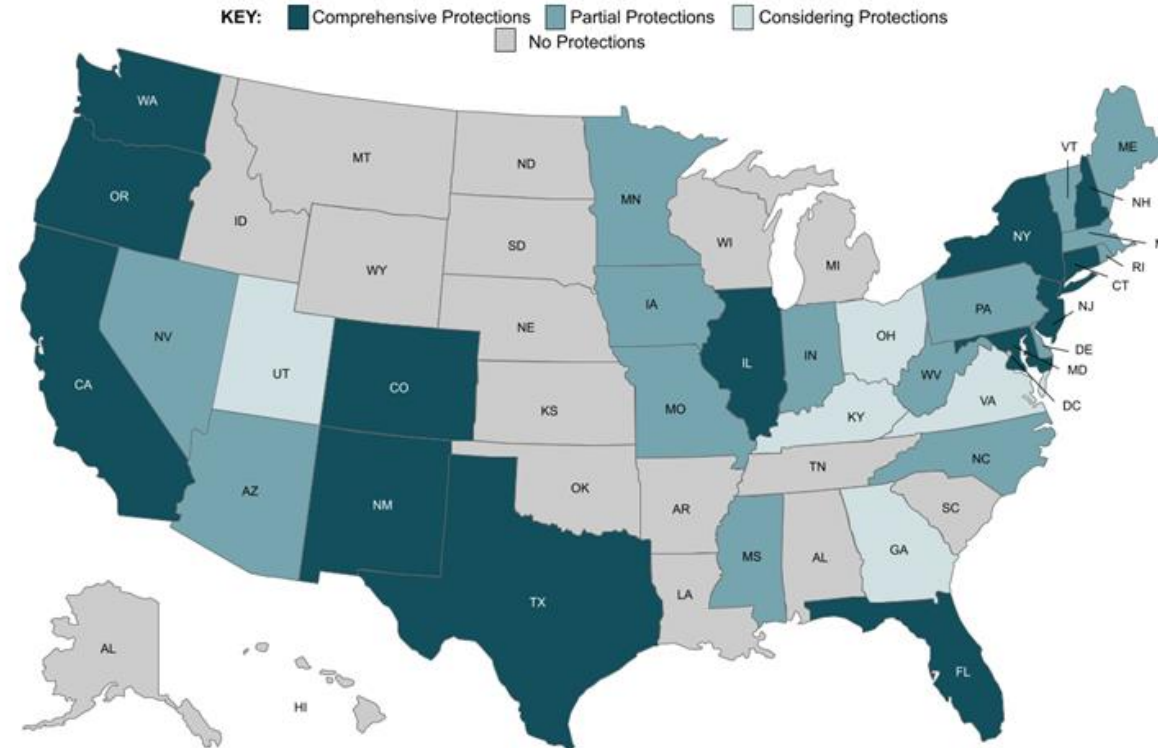 KEY: Comprehensive Protections Partial Protections Considering Protections
No Protections
WA
MT
ND
VT
ME
OR
MN
NH
ID
SD
WI
NY
MI
M
WY
RI
CT
IA
PA
NE
NJ
NV
OH
IL
IN
DE
UT
MD
CA
CO
WV
VA
DC
KS
MO
KY
NC
TN
AZ
OK
NM
AR
SC
MS
AL
GA
LA
TX
AL
FL
HI